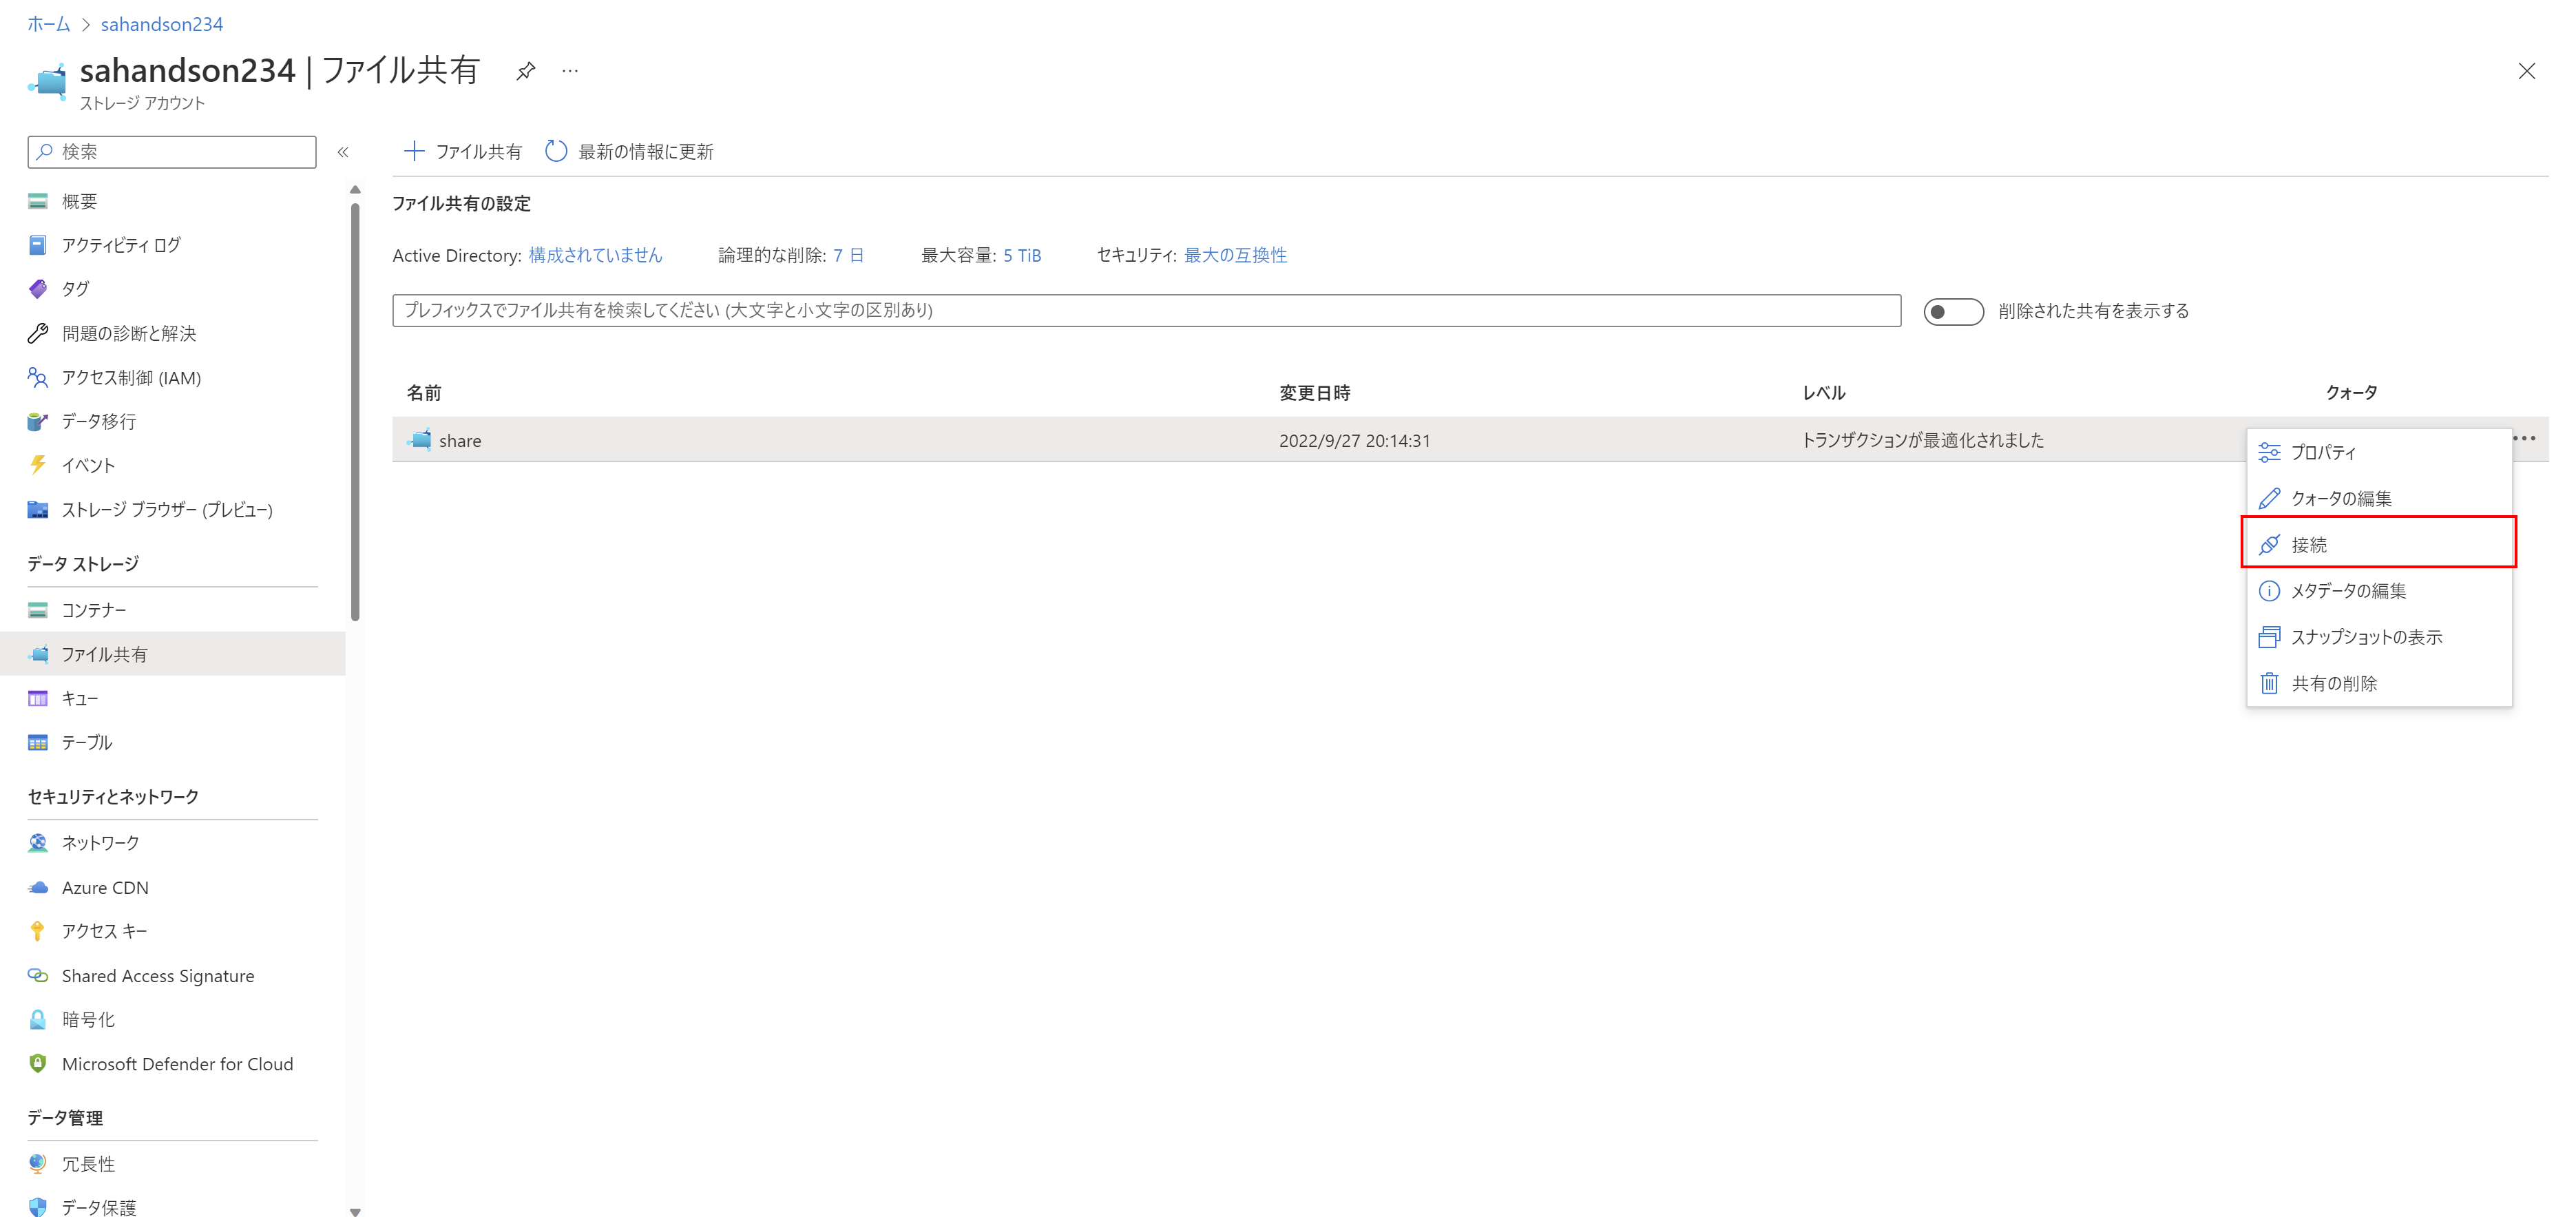 ホーム > sahandson234
sahandson234 | ファイル共有
ストレージ アカウント
検索
«
概要
アクティビティ ログ
タグ
問題の診断と解決
アクセス制御 (IAM)
データ移行
イベント
ストレージ ブラウザー (プレビュー)
データ ストレージ
コンテナー
ファイル共有
キュー
テーブル
セキュリティとネットワーク
ネットワーク
Azure CDN
アクセス キー
Shared Access Signature
暗号化
Microsoft Defender for Cloud
データ管理
冗長性
データ保護
ファイル共有 最新の情報に更新
ファイル共有の設定
Active Directory: 構成されていません 論理的な削除: 7 日 最大容量: 5 TiB セキュリティ: 最大の互換性
プレフィックスでファイル共有を検索してください (大文字と小文字の区別あり) 削除された共有を表示する
名前 変更日時 レベル クォータ
share 2022/9/27 20:14:31 トランザクションが最適化されました
プロパティ
クォータの編集
接続
メタデータの編集
スナップショットの表示
共有の削除